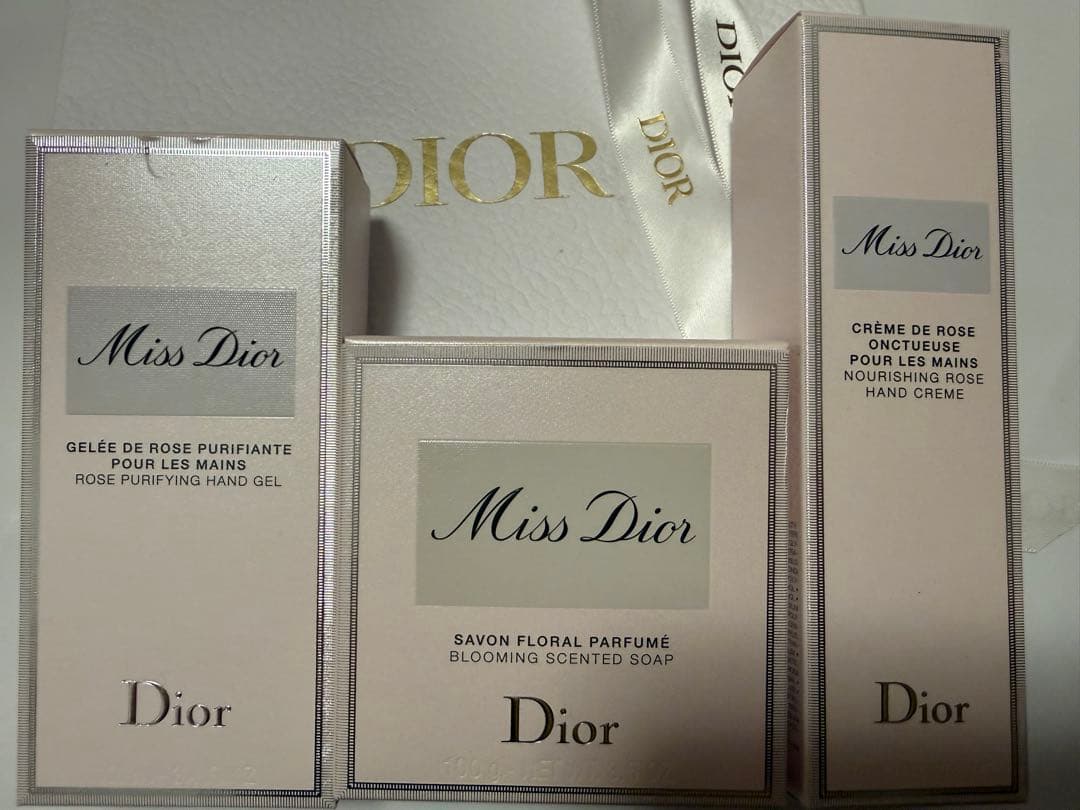 DIOR
DIOR
DIO
Miss Dior
GELÉE DE ROSE PURIFIANTE
POUR LES MAINS
ROSE PURIFYING HAND GEL
Dior
Miss Dior
SAVON FLORAL PARFUMÉ
BLOOMING SCENTED SOAP
Dior
Miss Dior
CRÈME DE ROSE
ONCTUEUSE
POUR LES MAINS
NOURISHING ROSE
HAND CREME
Dior